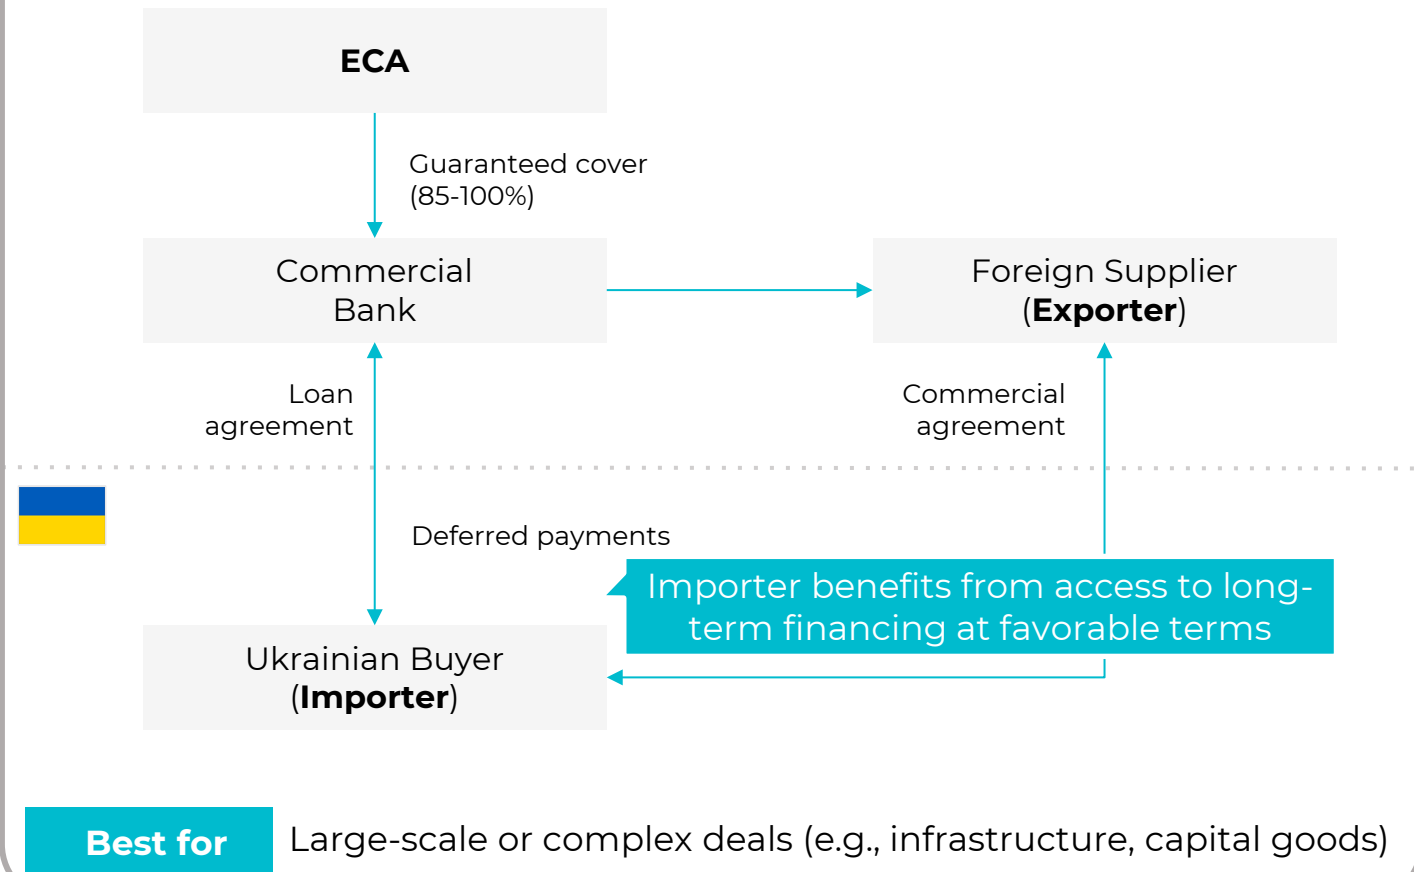 ECA
Guaranteed cover
(85-100%)
Commercial
Bank
Foreign Supplier
(Exporter)
Loan
agreement
Commercial
agreement
Deferred payments
Importer benefits from access to long-
term financing at favorable terms
Ukrainian Buyer
(Importer)
Best for
Large-scale or complex deals (e.g., infrastructure, capital goods)